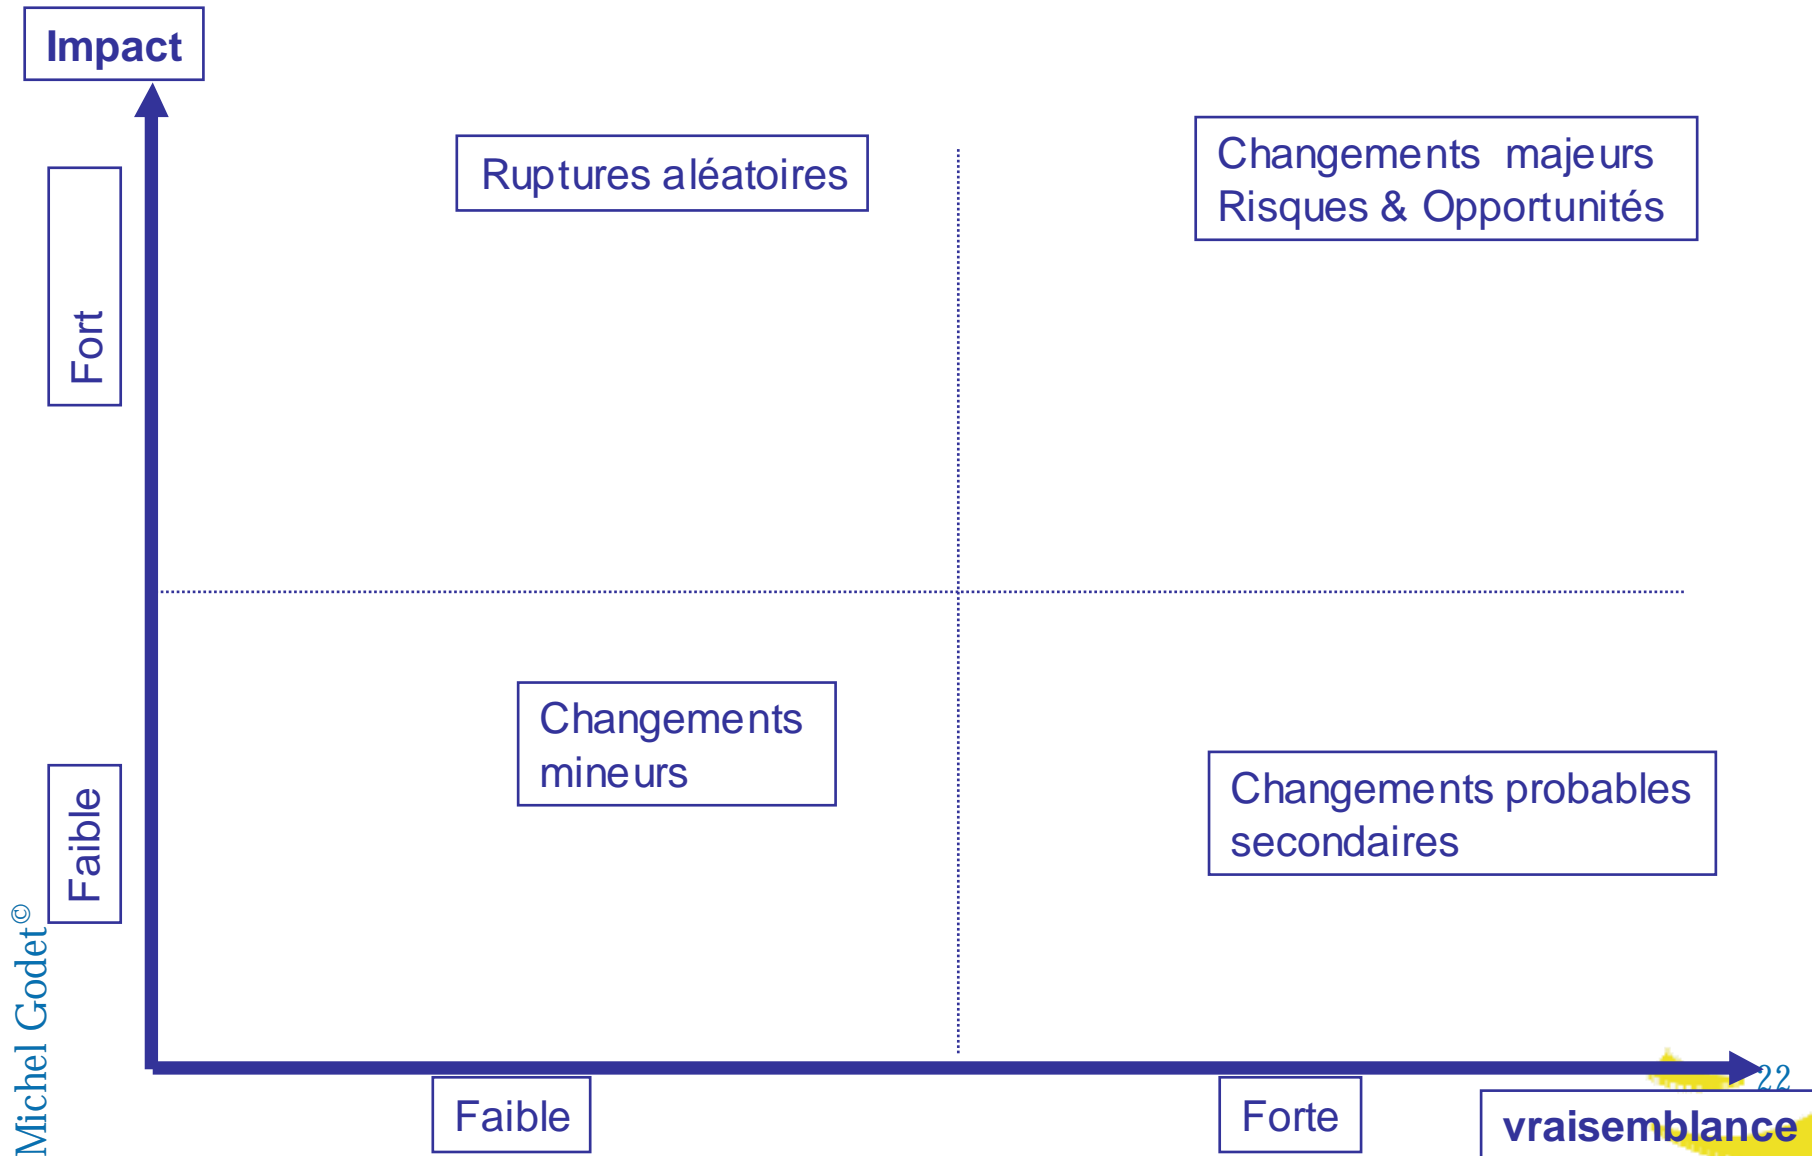 Impact
Ruptures aléatoires
Changements majeurs
Risques & Opportunités
Fort
Changements
mineurs
Changements probables
secondaires
Faible
Michel Godet©
Faible
Forte
22
vraisemblance